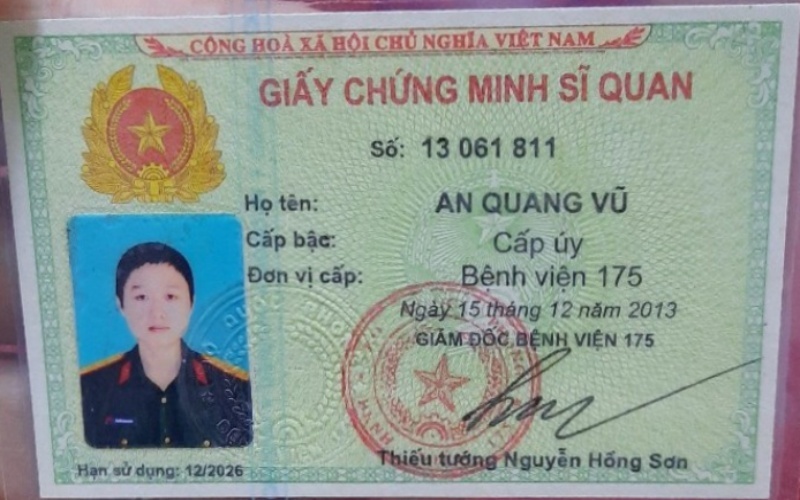 CỘNG HOÀ XÃ HỘI CHỦ NGHĨA VIỆT NAM
GIẤY CHỨNG MINH SĨ QUAN
Số: 13 061 811
Họ tên: AN QUANG VŨ
Cấp bậc: Cấp úy
Đơn vị cấp: Bệnh viện 175
Ngày 15 tháng 12 năm 2013
GIÁM ĐỐC BỆNH VIỆN 175
Thiếu tướng Nguyễn Hồng Sơn
Hạn sử dụng: 12/2026